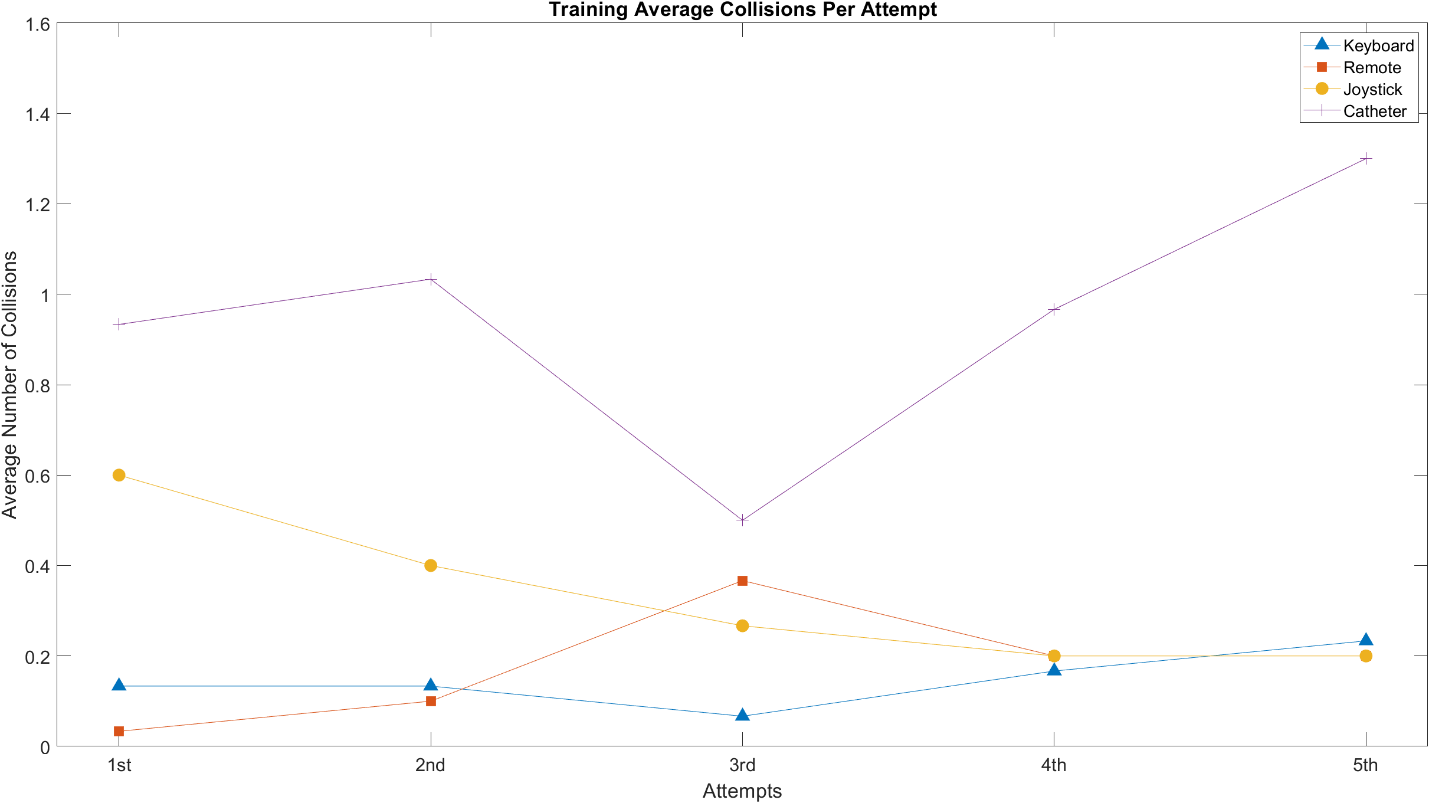 Training Average Collisions Per Attempt
Keyboard
Remote
Joystick
Catheter
1.6
1.4
1.2
1
0.8
0.6
0.4
0.2
0
Average Number of Collisions
1st 2nd 3rd 4th 5th
Attempts